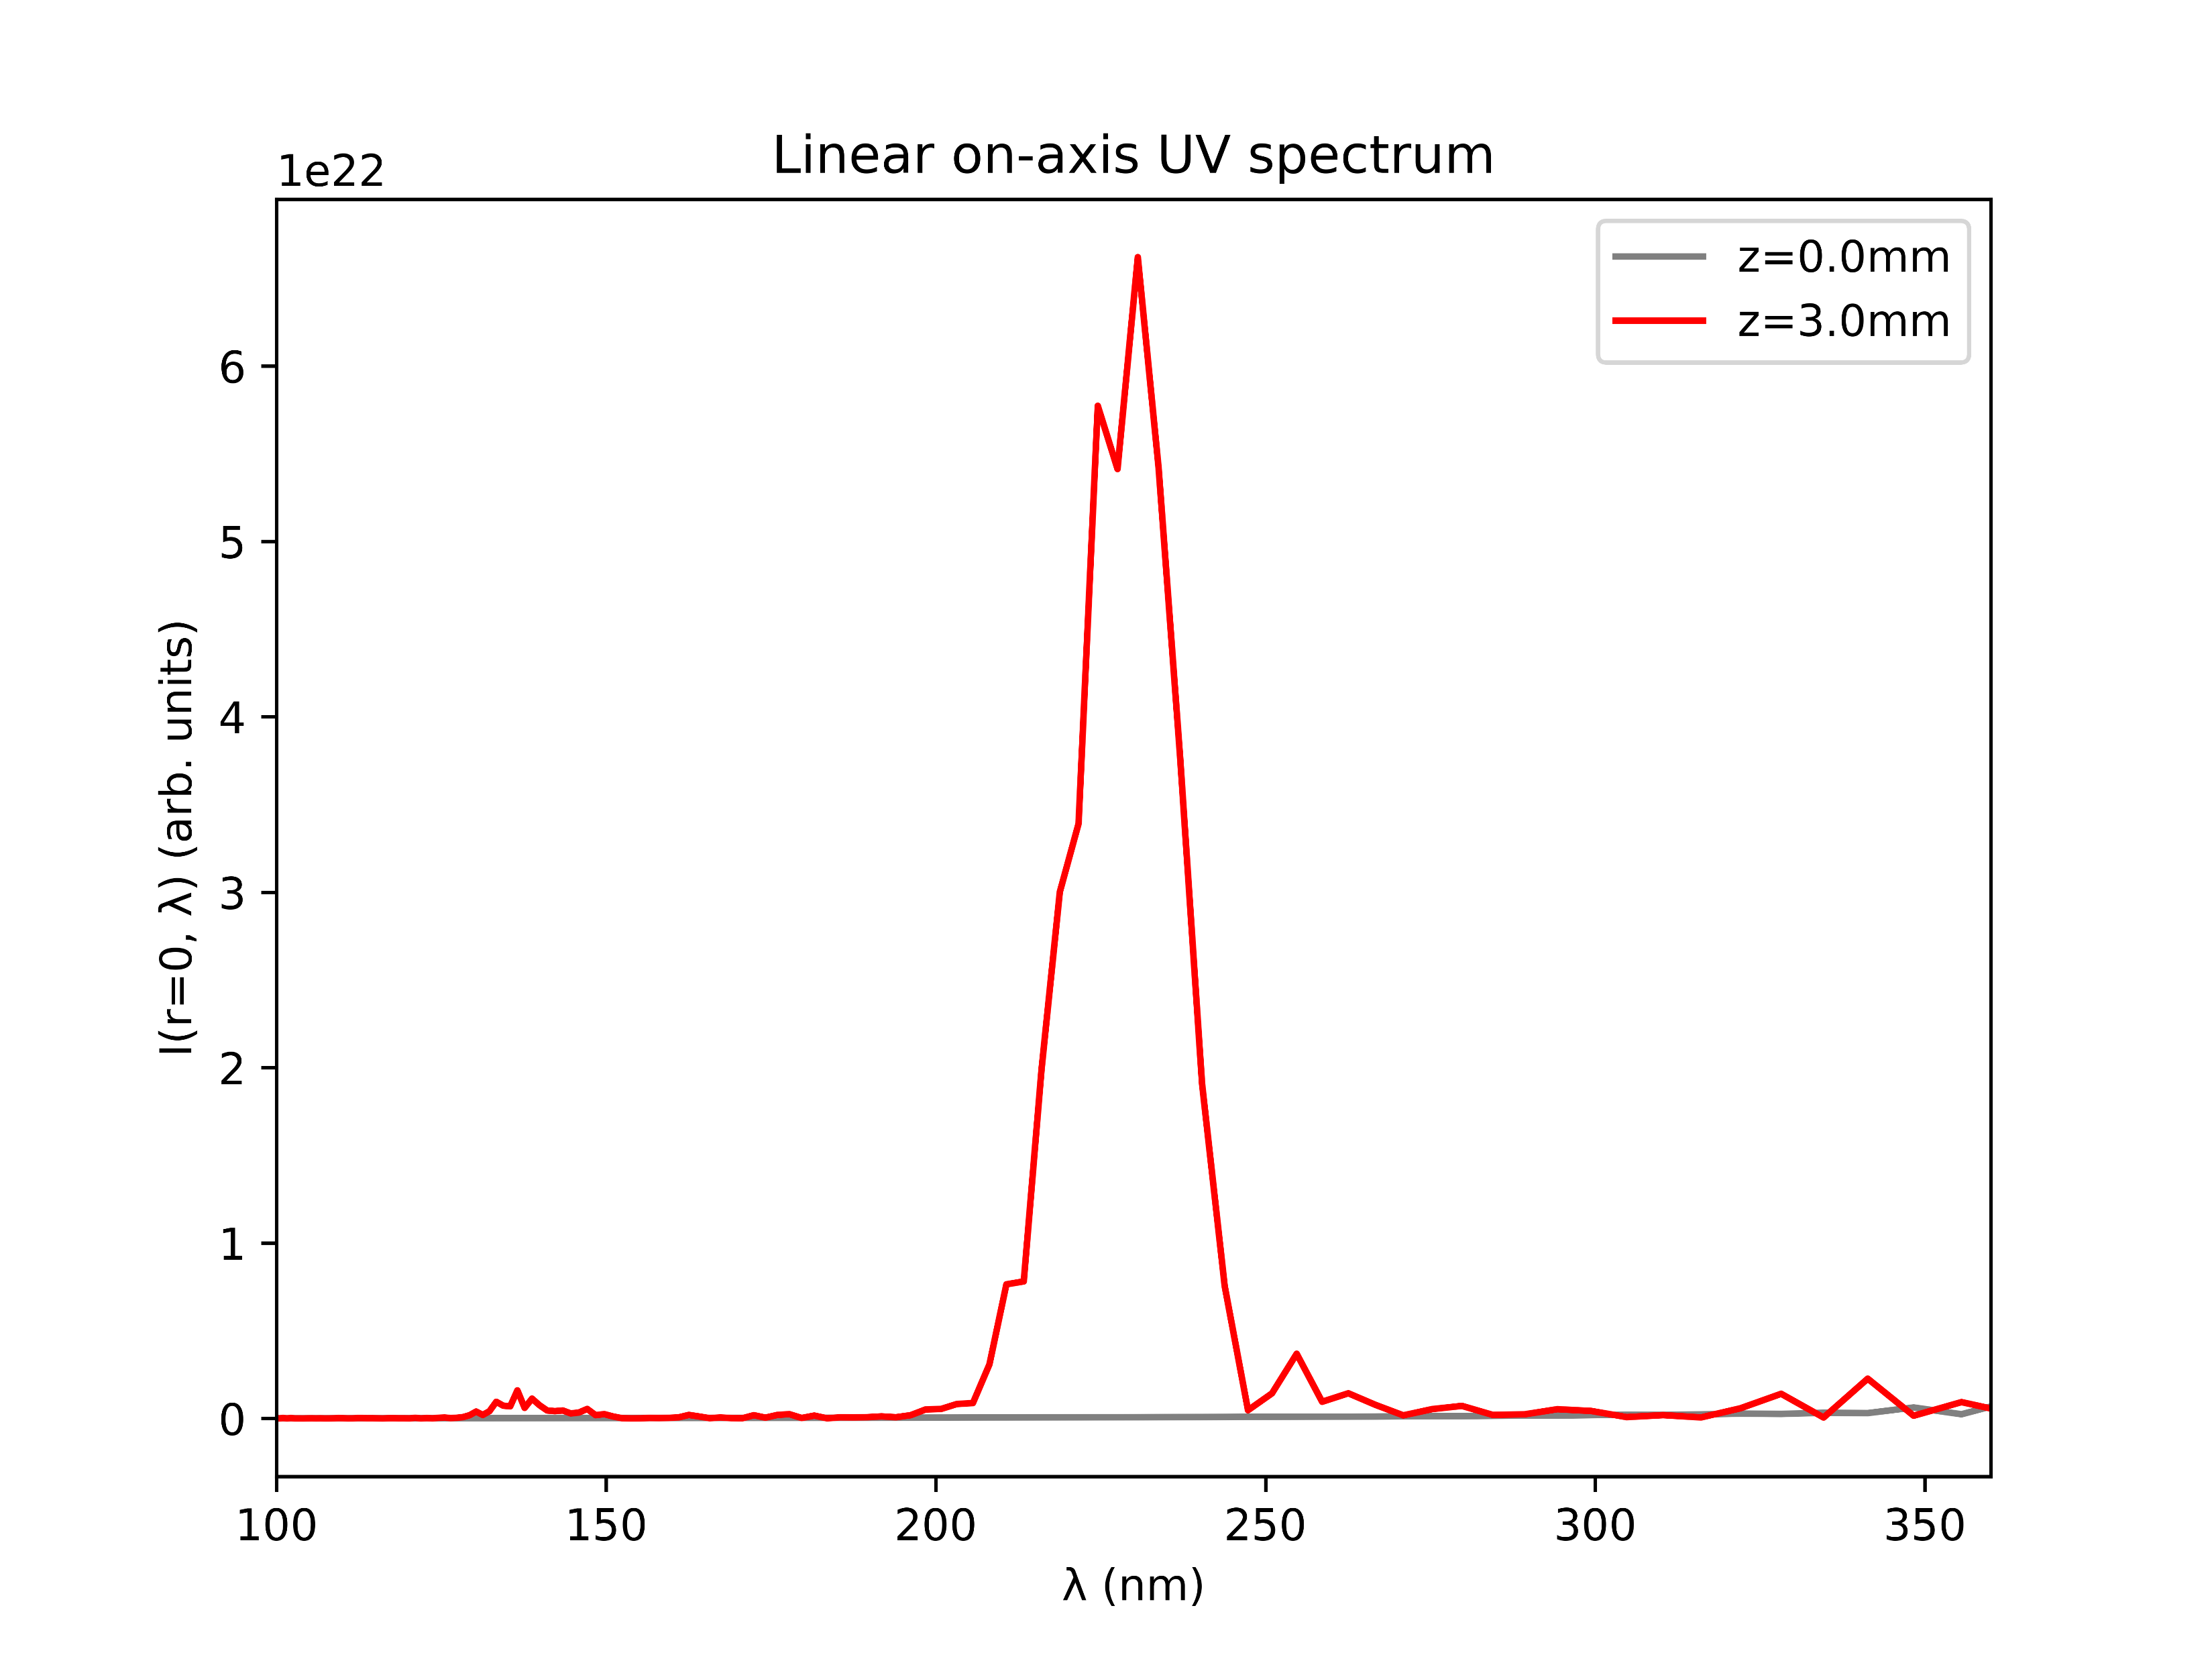 Linear on-axis UV spectrum
1e22
z=0.0mm
z=3.0mm
6
5
4
3
2
1
0
I(r=0, λ) (arb. units)
100 150 200 250 300 350
λ (nm)